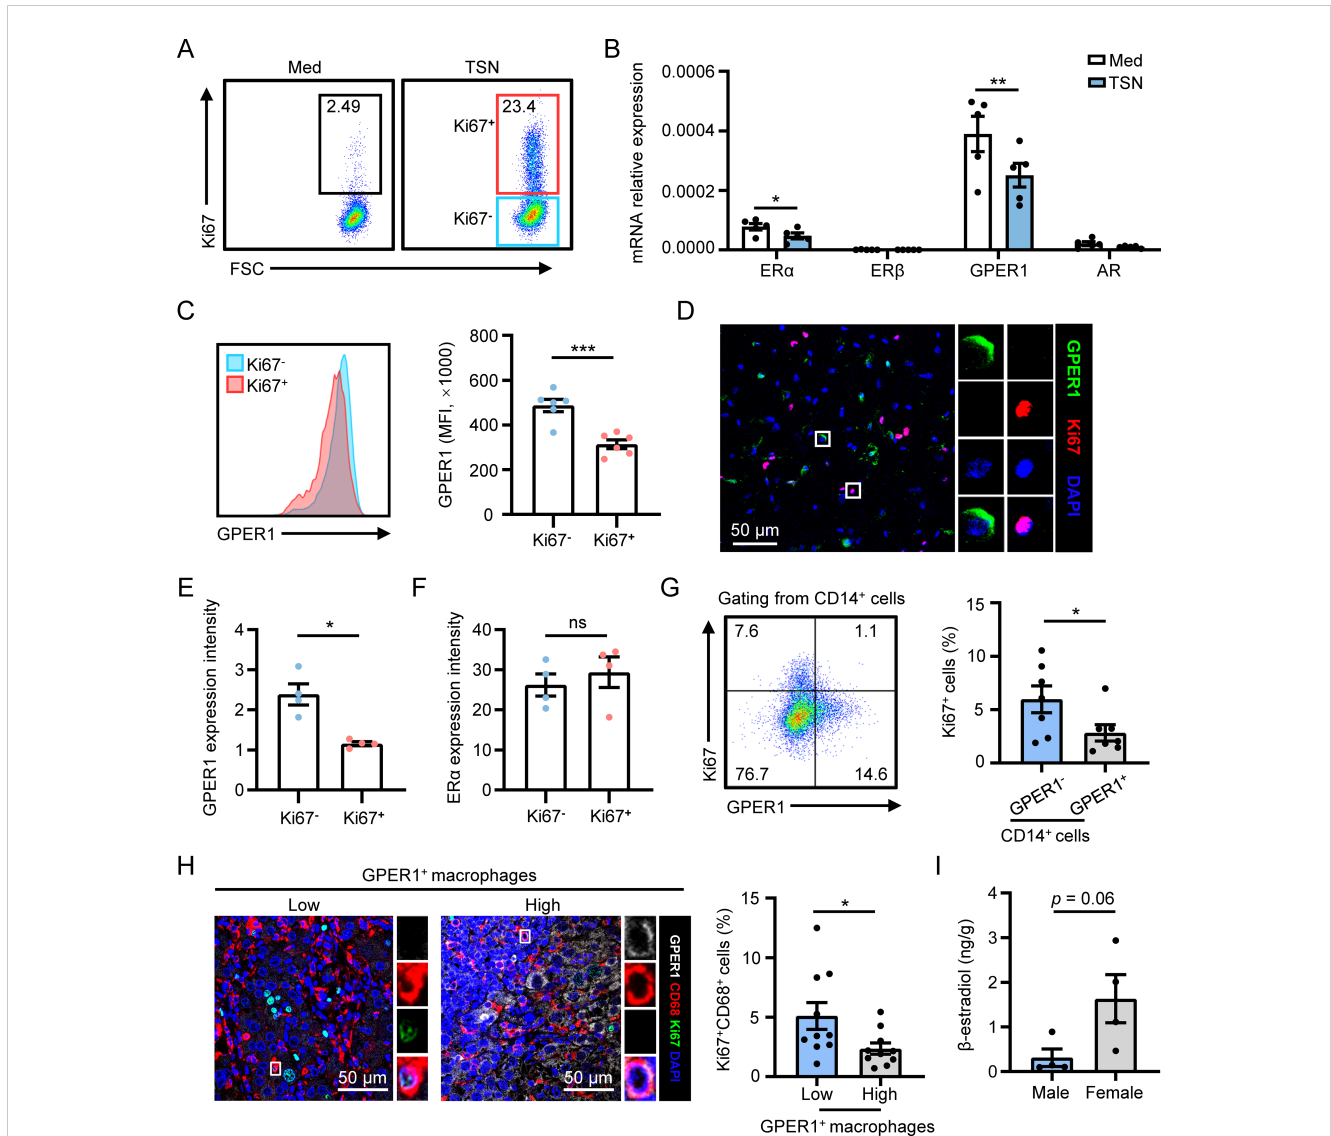 A
Med
TSN
2.49
23.4
Ki67⁺
Ki67⁻
Ki67
FSC
B
mRNA relative expression
0.0006
0.0004
0.0002
0.0000
Med
TSN
*
**
ERα
ERβ
GPER1
AR
C
Ki67⁻
Ki67⁺
GPER1
GPER1 (MFI, ×1000)
800
600
400
200
0
***
Ki67⁻
Ki67⁺
D
50 µm
GPER1 Ki67 DAPI
E
GPER1 expression intensity
4
3
2
1
0
*
Ki67⁻
Ki67⁺
F
ERα expression intensity
40
30
20
10
0
ns
Ki67⁻
Ki67⁺
G
Gating from CD14⁺ cells
7.6
1.1
76.7
14.6
Ki67
GPER1
Ki67⁺ cells (%)
15
10
5
0
*
GPER1⁻
GPER1⁺
CD14⁺ cells
H
GPER1⁺ macrophages
Low
High
50 µm
50 µm
GPER1 CD68 Ki67 DAPI
Ki67⁺CD68⁺ cells (%)
15
10
5
0
*
Low
High
GPER1⁺ macrophages
I
β-estradiol (ng/g)
4
3
2
1
0
p = 0.06
Male
Female